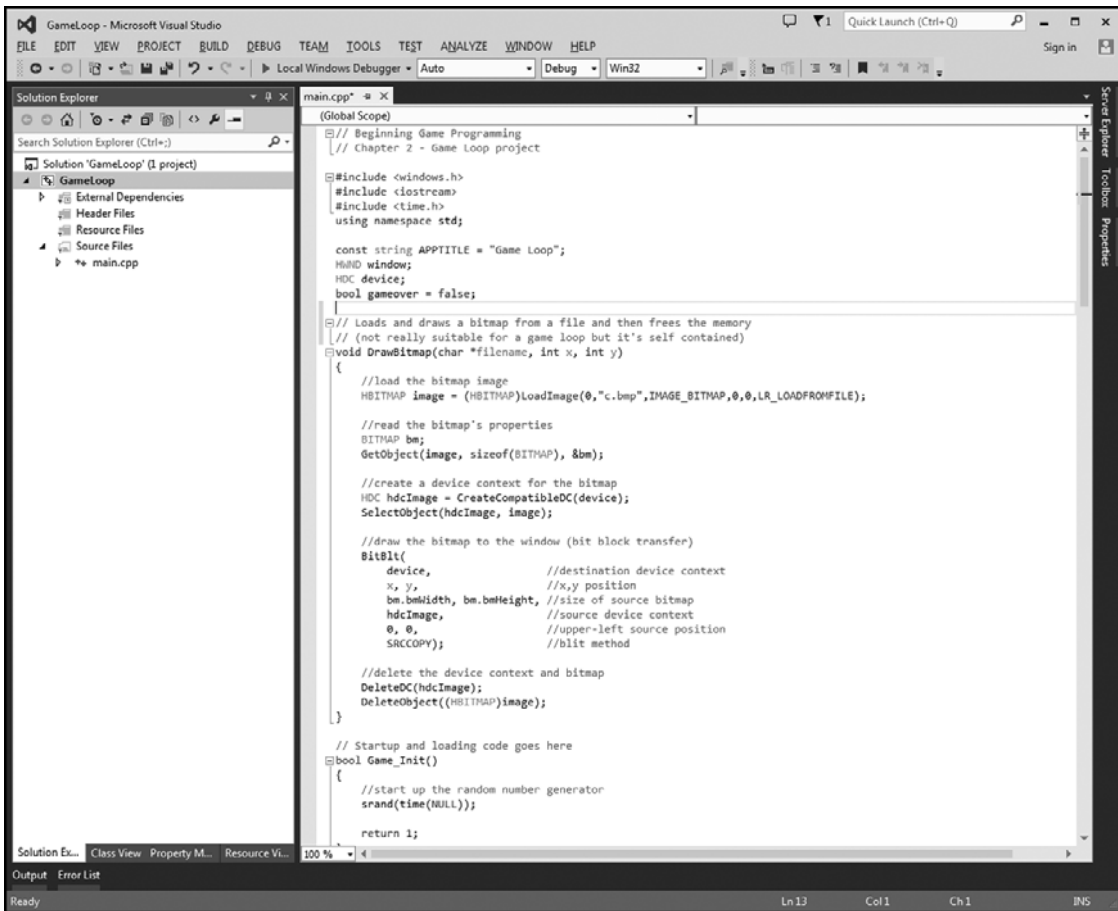 GameLoop - Microsoft Visual Studio
1
Quick Launch (Ctrl+Q)
FILE EDIT VIEW PROJECT BUILD DEBUG TEAM TOOLS TEST ANALYZE WINDOW HELP
Sign in
Local Windows Debugger
Auto
Debug
Win32
Solution Explorer
Search Solution Explorer (Ctrl+;)
Solution 'GameLoop' (1 project)
GameLoop
External Dependencies
Header Files
Resource Files
Source Files
main.cpp
Solution Ex... Class View Property M... Resource Vi...
main.cpp*
(Global Scope)
// Beginning Game Programming
// Chapter 2 - Game Loop project
#include <windows.h>
#include <iostream>
#include <time.h>
using namespace std;
const string APPTITLE = "Game Loop";
HWND window;
HDC device;
bool gameover = false;
// Loads and draws a bitmap from a file and then frees the memory
// (not really suitable for a game loop but it's self contained)
void DrawBitmap(char *filename, int x, int y)
{
//load the bitmap image
HBITMAP image = (HBITMAP)LoadImage(0,"c.bmp",IMAGE_BITMAP,0,0,LR_LOADFROMFILE);
//read the bitmap's properties
BITMAP bm;
GetObject(image, sizeof(BITMAP), &bm);
//create a device context for the bitmap
HDC hdcImage = CreateCompatibleDC(device);
SelectObject(hdcImage, image);
//draw the bitmap to the window (bit block transfer)
BitBlt(
device, //destination device context
x, y, //x,y position
bm.bmWidth, bm.bmHeight, //size of source bitmap
hdcImage, //source device context
0, 0, //upper-left source position
SRCCOPY); //blit method
//delete the device context and bitmap
DeleteDC(hdcImage);
DeleteObject((HBITMAP)image);
}
// Startup and loading code goes here
bool Game_Init()
{
//start up the random number generator
srand(time(NULL));
return 1;
100 %
Server Explorer
Toolbox
Properties
Output Error List
Ready
Ln 13 Col 1 Ch 1 INS